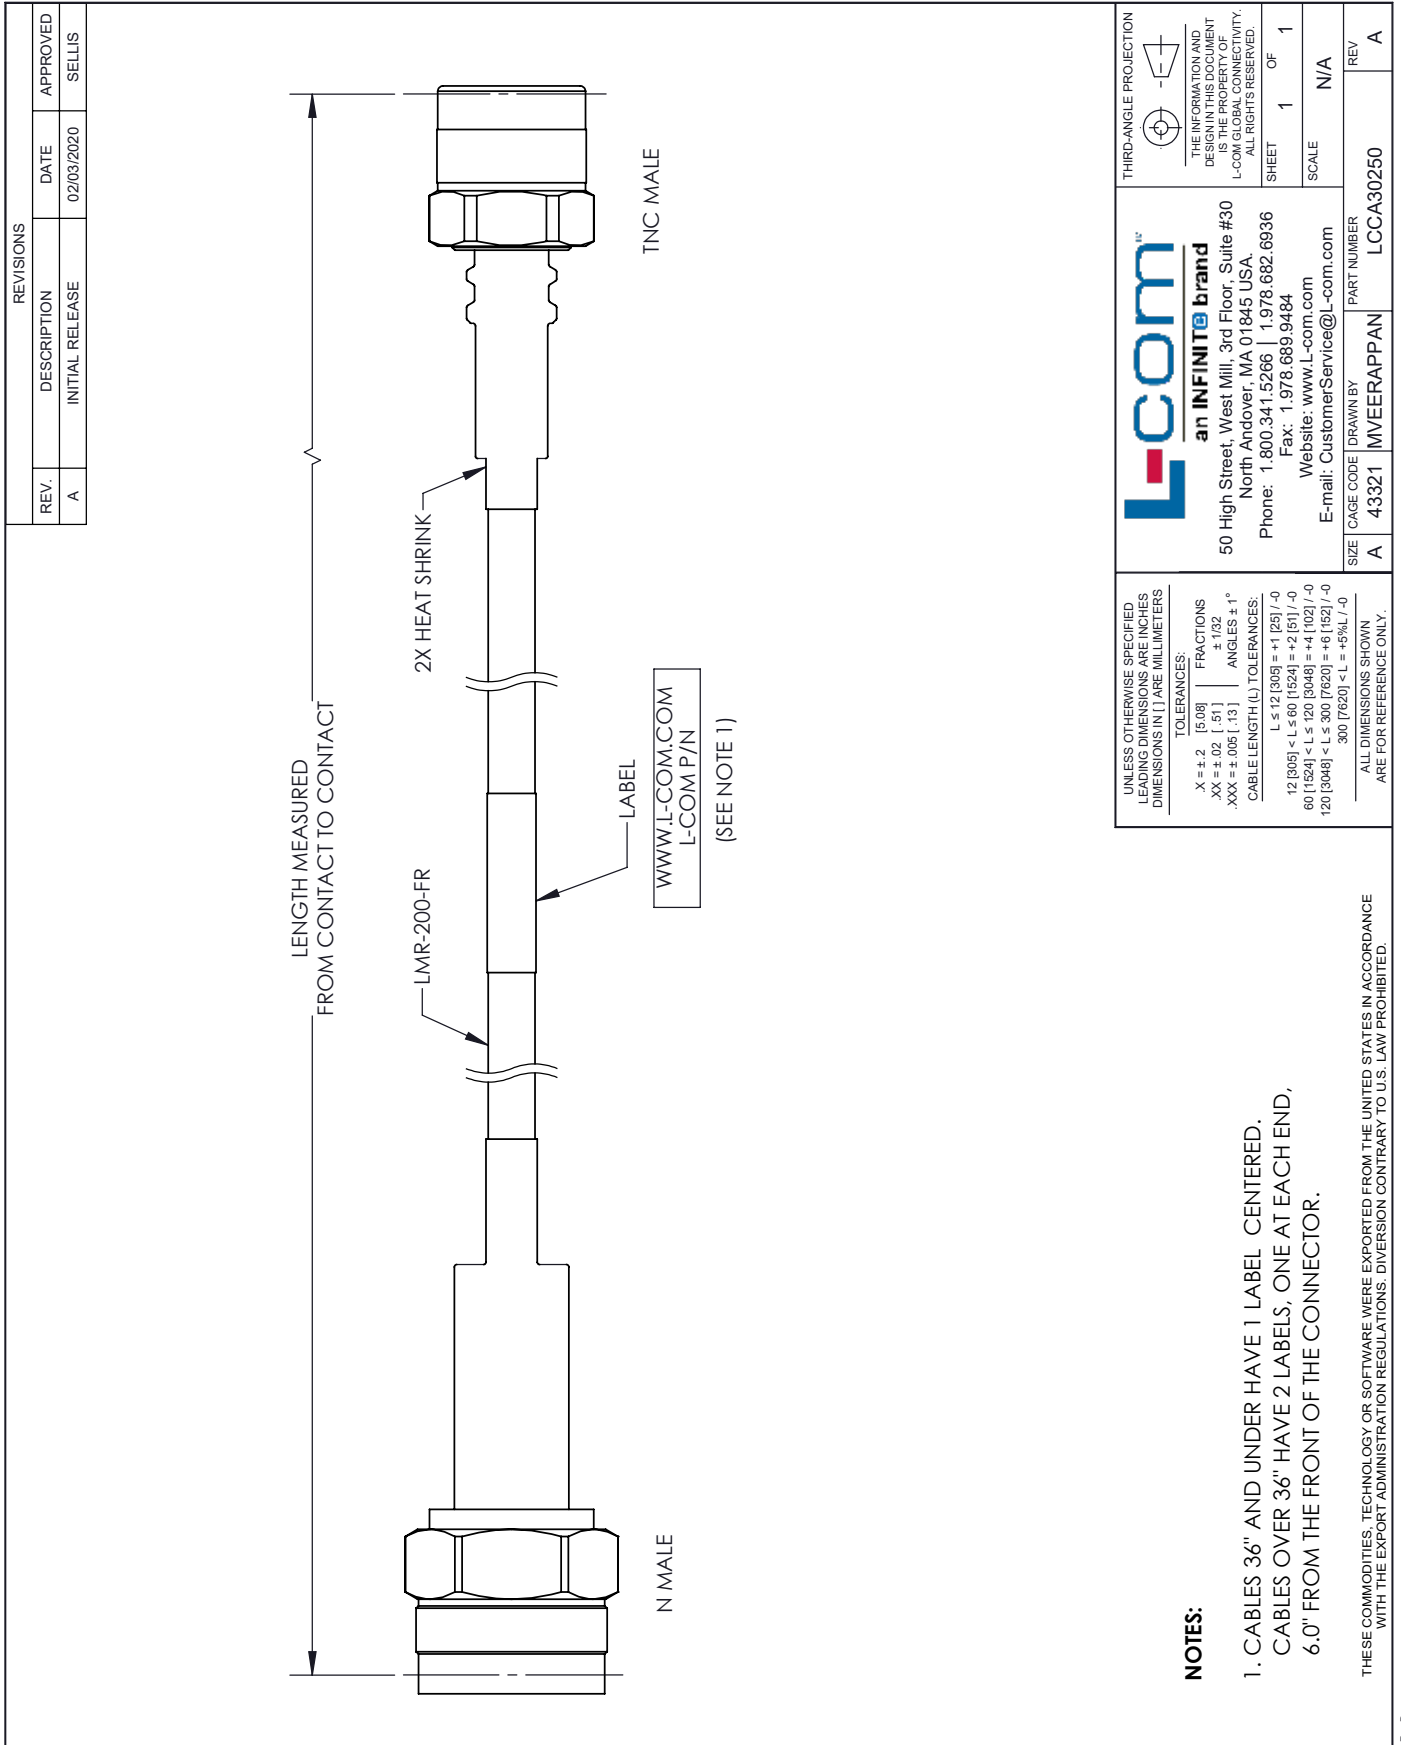 REVISIONS
REV. DESCRIPTION DATE APPROVED
A INITIAL RELEASE 02/03/2020 SELLIS
LENGTH MEASURED
FROM CONTACT TO CONTACT
LMR-200-FR
2X HEAT SHRINK
LABEL
WWW.L-COM.COM
L-COM P/N
(SEE NOTE 1)
N MALE
TNC MALE
NOTES:
1. CABLES 36" AND UNDER HAVE 1 LABEL CENTERED.
CABLES OVER 36" HAVE 2 LABELS, ONE AT EACH END,
6.0" FROM THE FRONT OF THE CONNECTOR.
THESE COMMODITIES, TECHNOLOGY OR SOFTWARE WERE EXPORTED FROM THE UNITED STATES IN ACCORDANCE
WITH THE EXPORT ADMINISTRATION REGULATIONS. DIVERSION CONTRARY TO U.S. LAW PROHIBITED.
UNLESS OTHERWISE SPECIFIED
LEADING DIMENSIONS ARE INCHES
DIMENSIONS IN [ ] ARE MILLIMETERS
TOLERANCES:
.X = ± .2 [5.08] FRACTIONS
.XX = ± .02 [ .51] ± 1/32
.XXX = ± .005 [ .13 ] ANGLES ± 1°
CABLE LENGTH (L) TOLERANCES:
L ≤ 12 [305] = +1 [25] / -0
12 [305] < L ≤ 60 [1524] = +2 [51] / -0
60 [1524] < L ≤ 120 [3048] = +4 [102] / -0
120 [3048] < L ≤ 300 [7620] = +6 [152] / -0
300 [7620] < L = +5%L / -0
ALL DIMENSIONS SHOWN
ARE FOR REFERENCE ONLY.
L-com
an INFINIT@ brand
50 High Street, West Mill, 3rd Floor, Suite #30
North Andover, MA 01845 USA.
Phone: 1.800.341.5266 | 1.978.682.6936
Fax: 1.978.689.9484
Website: www.L-com.com
E-mail: CustomerService@L-com.com
THIRD-ANGLE PROJECTION
THE INFORMATION AND
DESIGN IN THIS DOCUMENT
IS THE PROPERTY OF
L-COM GLOBAL CONNECTIVITY.
ALL RIGHTS RESERVED.
SHEET 1 OF 1
SCALE N/A
SIZE CAGE CODE DRAWN BY PART NUMBER REV
A 43321 MVEERAPPAN LCCA30250 A